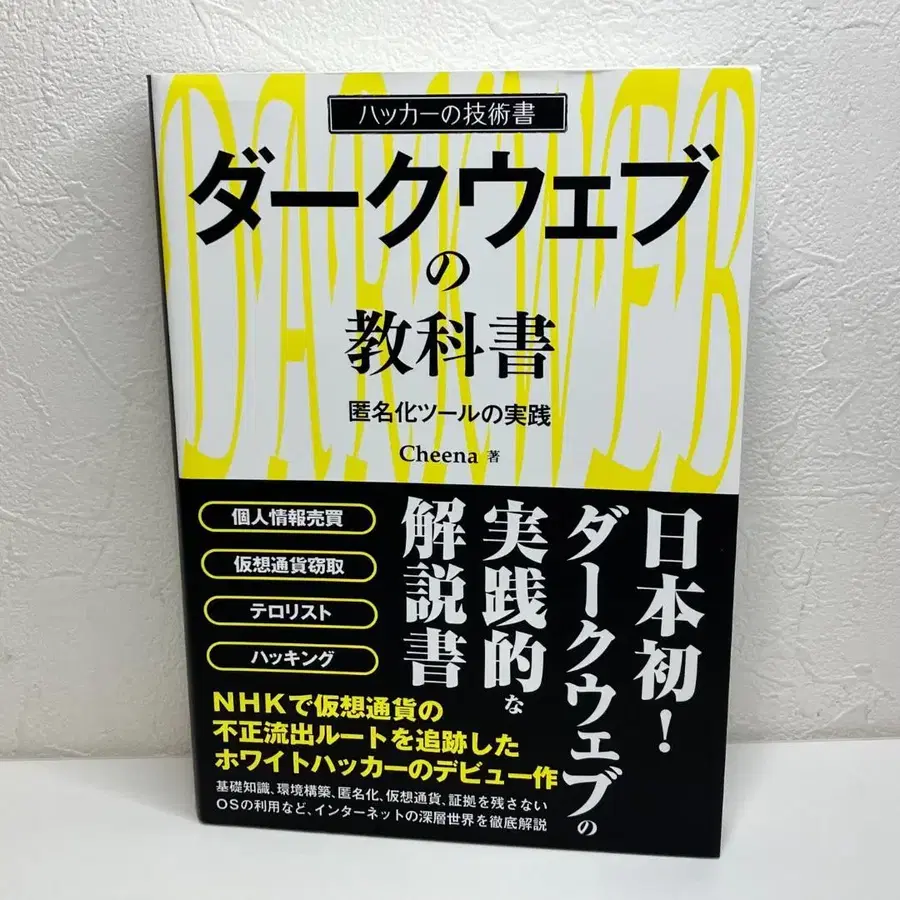 DARKWEB
ハッカーの技術書
ダークウェブ
の
教科書
匿名化ツールの実践
Cheena 著
日本初!
ダークウェブの
実践的な
解説書
個人情報売買
仮想通貨窃取
テロリスト
ハッキング
NHKで仮想通貨の
不正流出ルートを追跡した
ホワイトハッカーのデビュー作
基礎知識、環境構築、匿名化、仮想通貨、証拠を残さない
OSの利用など、インターネットの深層世界を徹底解説